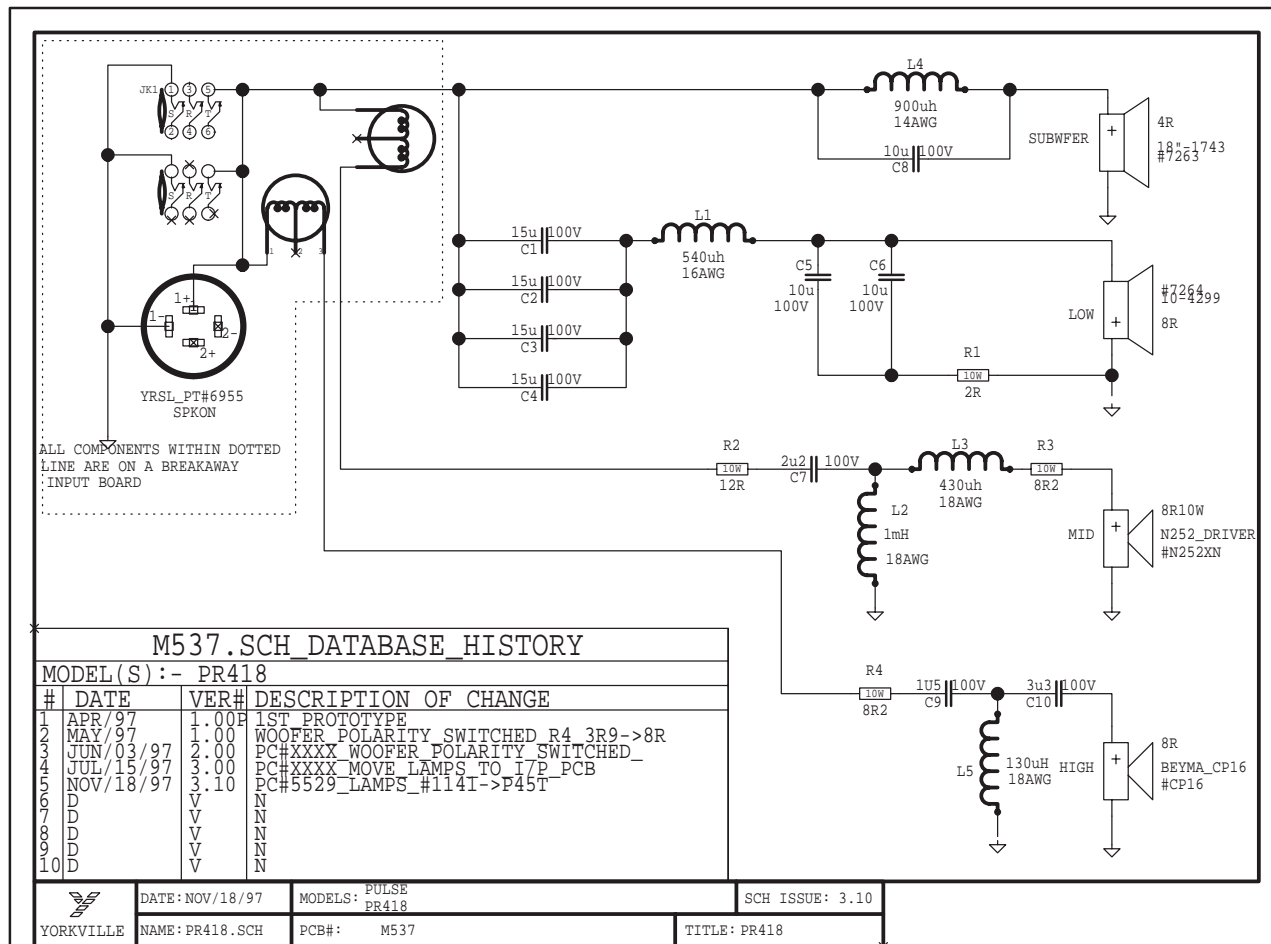 L4
900uh
14AWG
10u 100V
C8
SUBWFER
+
4R
18"-1743
#7263
JK1
1 3 5
S R T
2 4 6
S R T
1 2 3
15u 100V
C1
15u 100V
C2
15u 100V
C3
15u 100V
C4
L1
540uh
16AWG
C5
10u
100V
C6
10u
100V
R1
10W
2R
LOW
+
#7264
10-4299
8R
1+
1-
2-
2+
YRSL_PT#6955
SPKON
ALL COMPONENTS WITHIN DOTTED
LINE ARE ON A BREAKAWAY
INPUT BOARD
R2
10W
12R
2u2 100V
C7
L3
430uh
18AWG
R3
10W
8R2
L2
1mH
18AWG
MID
+
8R10W
N252_DRIVER
#N252XN
R4
10W
8R2
1U5 100V
C9
3u3 100V
C10
L5
130uH
18AWG
HIGH
+
8R
BEYMA_CP16
#CP16
M537.SCH_DATABASE_HISTORY
MODEL(S):- PR418
# DATE VER# DESCRIPTION OF CHANGE
1 APR/97 1.00P 1ST_PROTOTYPE
2 MAY/97 1.00 WOOFER_POLARITY_SWITCHED_R4_3R9->8R
3 JUN/03/97 2.00 PC#XXXX_WOOFER_POLARITY_SWITCHED_
4 JUL/15/97 3.00 PC#XXXX_MOVE_LAMPS_TO_I/P_PCB
5 NOV/18/97 3.10 PC#5529_LAMPS_#1141->P45T
6 D V N
7 D V N
8 D V N
9 D V N
10 D V N
YORKVILLE
DATE: NOV/18/97
MODELS: PULSE
PR418
SCH ISSUE: 3.10
NAME: PR418.SCH
PCB#: M537
TITLE: PR418